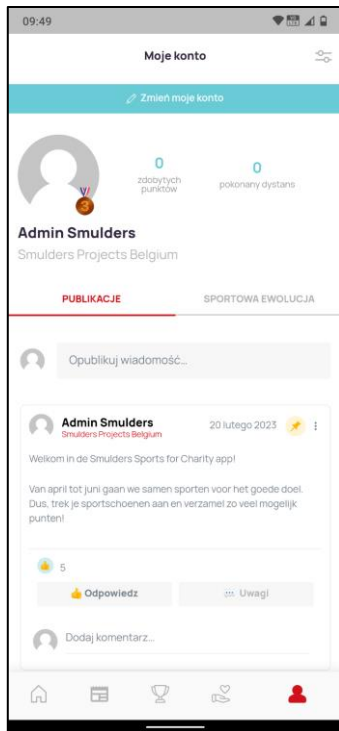 09:49
Moje konto
Zmień moje konto
0
zdobytych
punktów
0
pokonany dystans
3
Admin Smulders
Smulders Projects Belgium
PUBLIKACJE
SPORTOWA EWOLUCJA
Opublikuj wiadomość...
Admin Smulders
20 lutego 2023
Smulders Projects Belgium
Welkom in de Smulders Sports for Charity app!
Van april tot juni gaan we samen sporten voor het goede doel.
Dus, trek je sportschoenen aan en verzamel zo veel mogelijk
punten!
5
Odpowiedz
Uwagi
Dodaj komentarz...